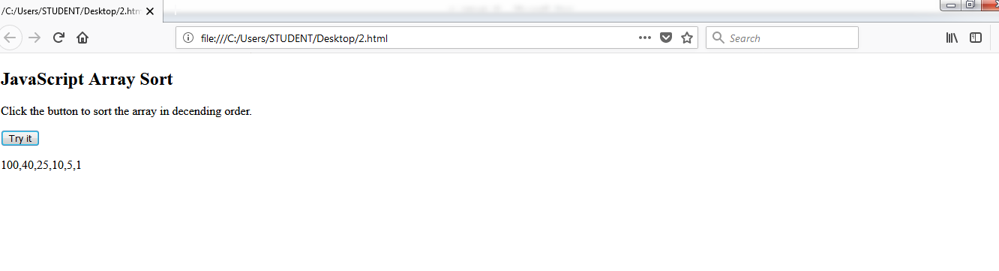 /C:/Users/STUDENT/Desktop/2.htm
file:///C:/Users/STUDENT/Desktop/2.html
Search
JavaScript Array Sort
Click the button to sort the array in decending order.
Try it
100,40,25,10,5,1